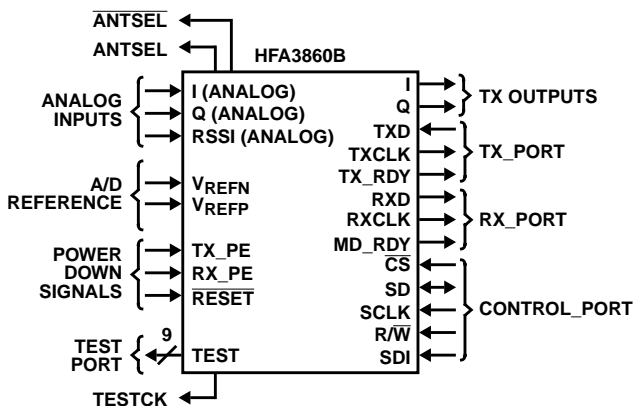 ANTSEL
ANTSEL
HFA3860B
ANALOG
INPUTS
I (ANALOG)
Q (ANALOG)
RSSI (ANALOG)
A/D
REFERENCE
VREFN
VREFP
POWER
DOWN
SIGNALS
TX_PE
RX_PE
RESET
TEST
PORT
9
TEST
TESTCK
I
Q
TX OUTPUTS
TXD
TXCLK
TX_RDY
TX_PORT
RXD
RXCLK
MD_RDY
RX_PORT
CS
SD
SCLK
R/W
SDI
CONTROL_PORT